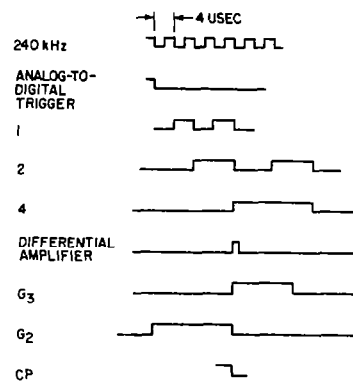 4 USEC
240 kHz
ANALOG-TO-
DIGITAL
TRIGGER
1
2
4
DIFFERENTIAL
AMPLIFIER
G3
G2
CP